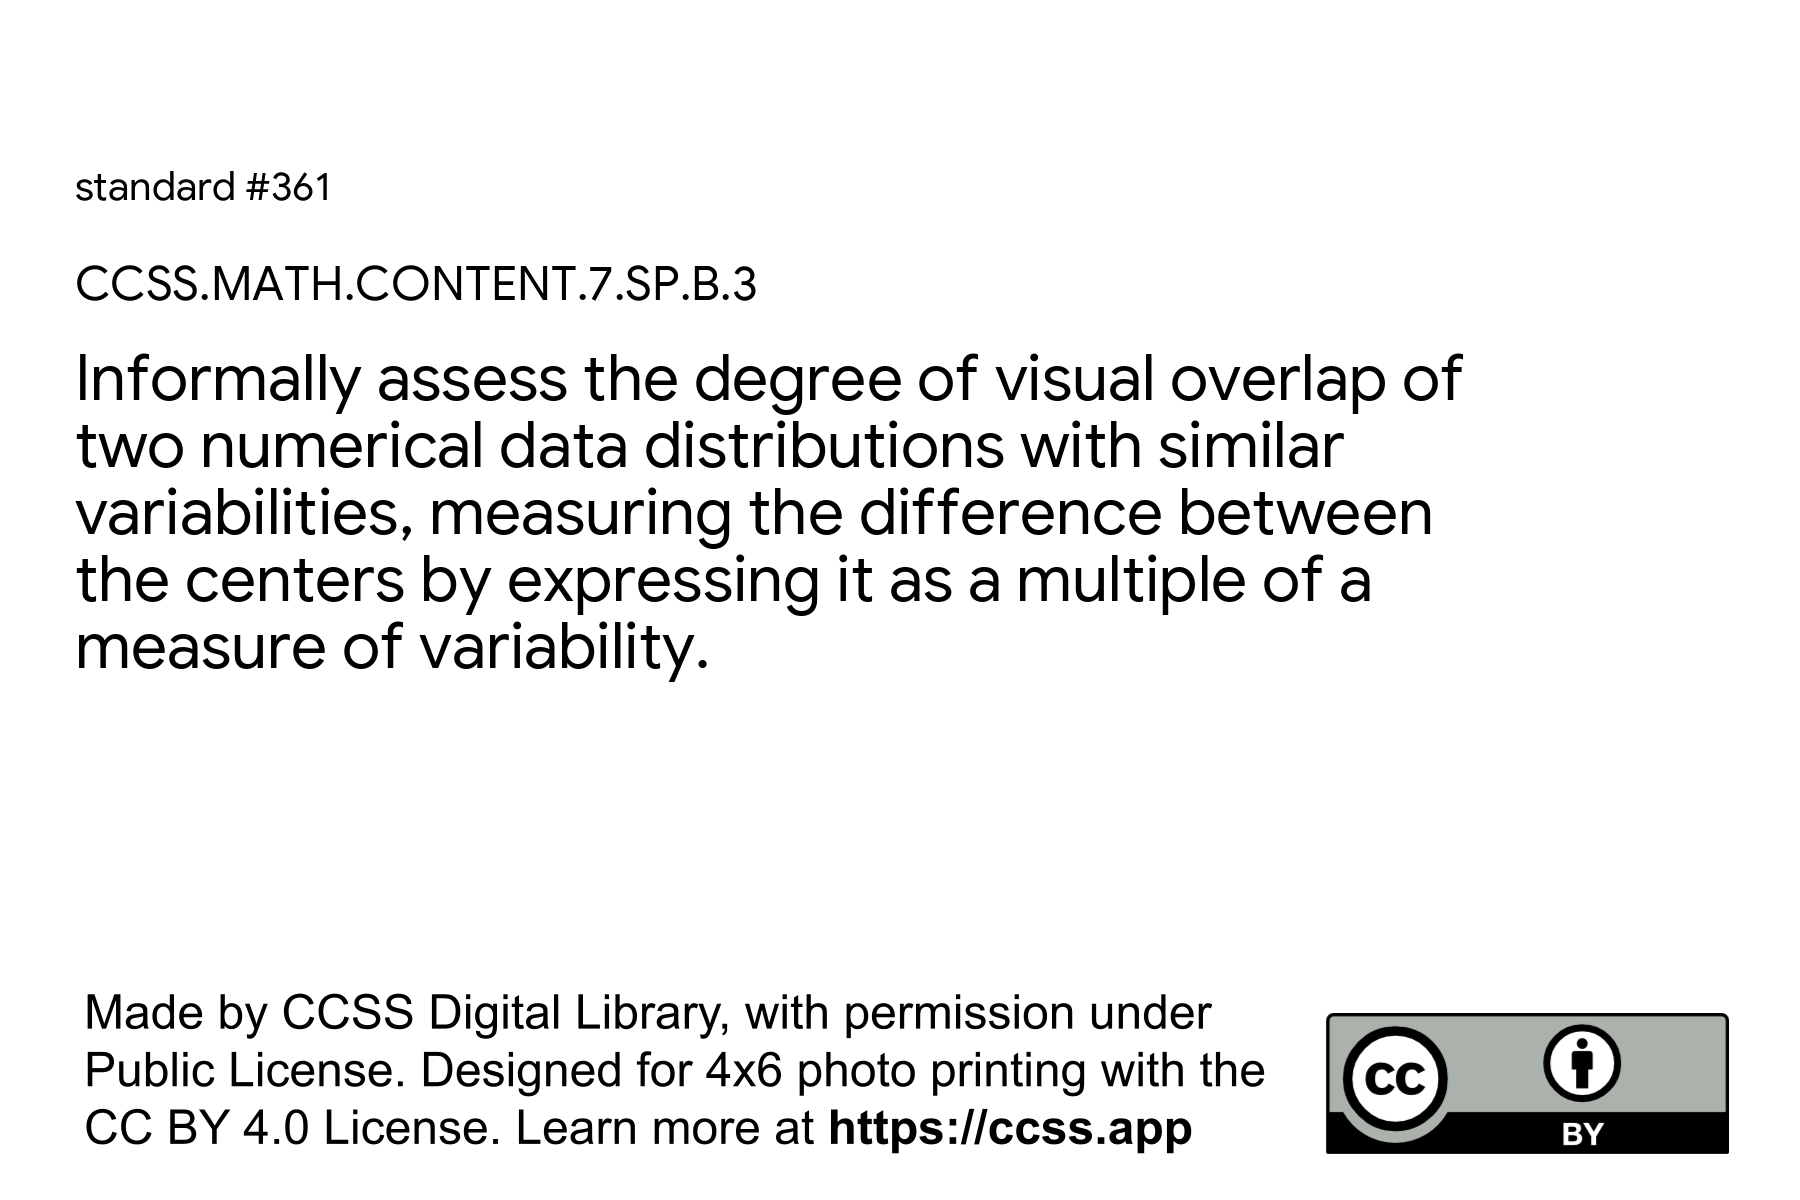 standard #361
CCSS.MATH.CONTENT.7.SP.B.3
Informally assess the degree of visual overlap of
two numerical data distributions with similar
variabilities, measuring the difference between
the centers by expressing it as a multiple of a
measure of variability.
Made by CCSS Digital Library, with permission under
Public License. Designed for 4x6 photo printing with the
CC BY 4.0 License. Learn more at https://ccss.app
CC
BY